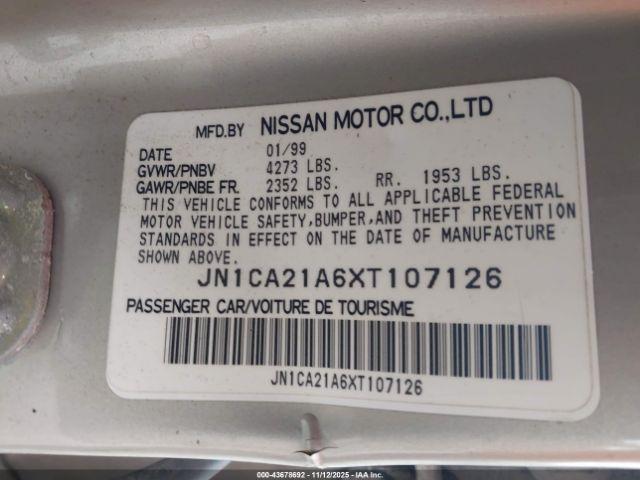 MFD.BY NISSAN MOTOR CO.,LTD
DATE 01/99
GVWR/PNBV 4273 LBS.
GAWR/PNBE FR. 2352 LBS. RR. 1953 LBS.
THIS VEHICLE CONFORMS TO ALL APPLICABLE FEDERAL
MOTOR VEHICLE SAFETY,BUMPER,AND THEFT PREVENTION
STANDARDS IN EFFECT ON THE DATE OF MANUFACTURE
SHOWN ABOVE.
JN1CA21A6XT107126
PASSENGER CAR/VOITURE DE TOURISME
JN1CA21A6XT107126
00-43678692 - 11/12/2025 - IAA Inc.